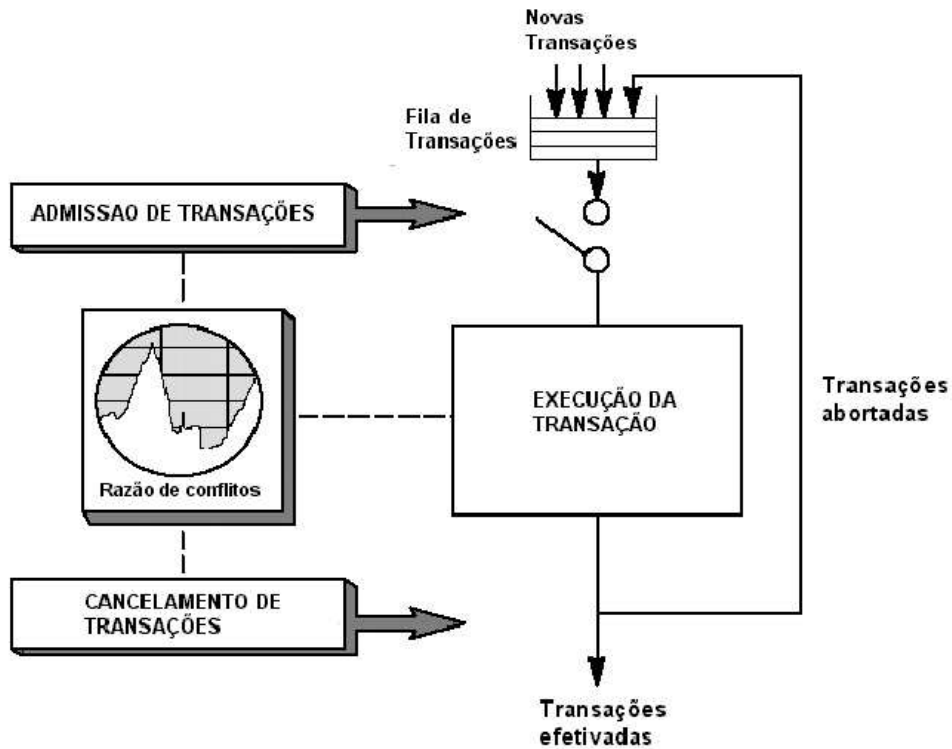 Novas
Transações
Fila de
Transações
ADMISSAO DE TRANSAÇÕES
EXECUÇÃO DA
TRANSAÇÃO
Transações
abortadas
Razão de conflitos
CANCELAMENTO DE
TRANSAÇÕES
Transações
efetivadas